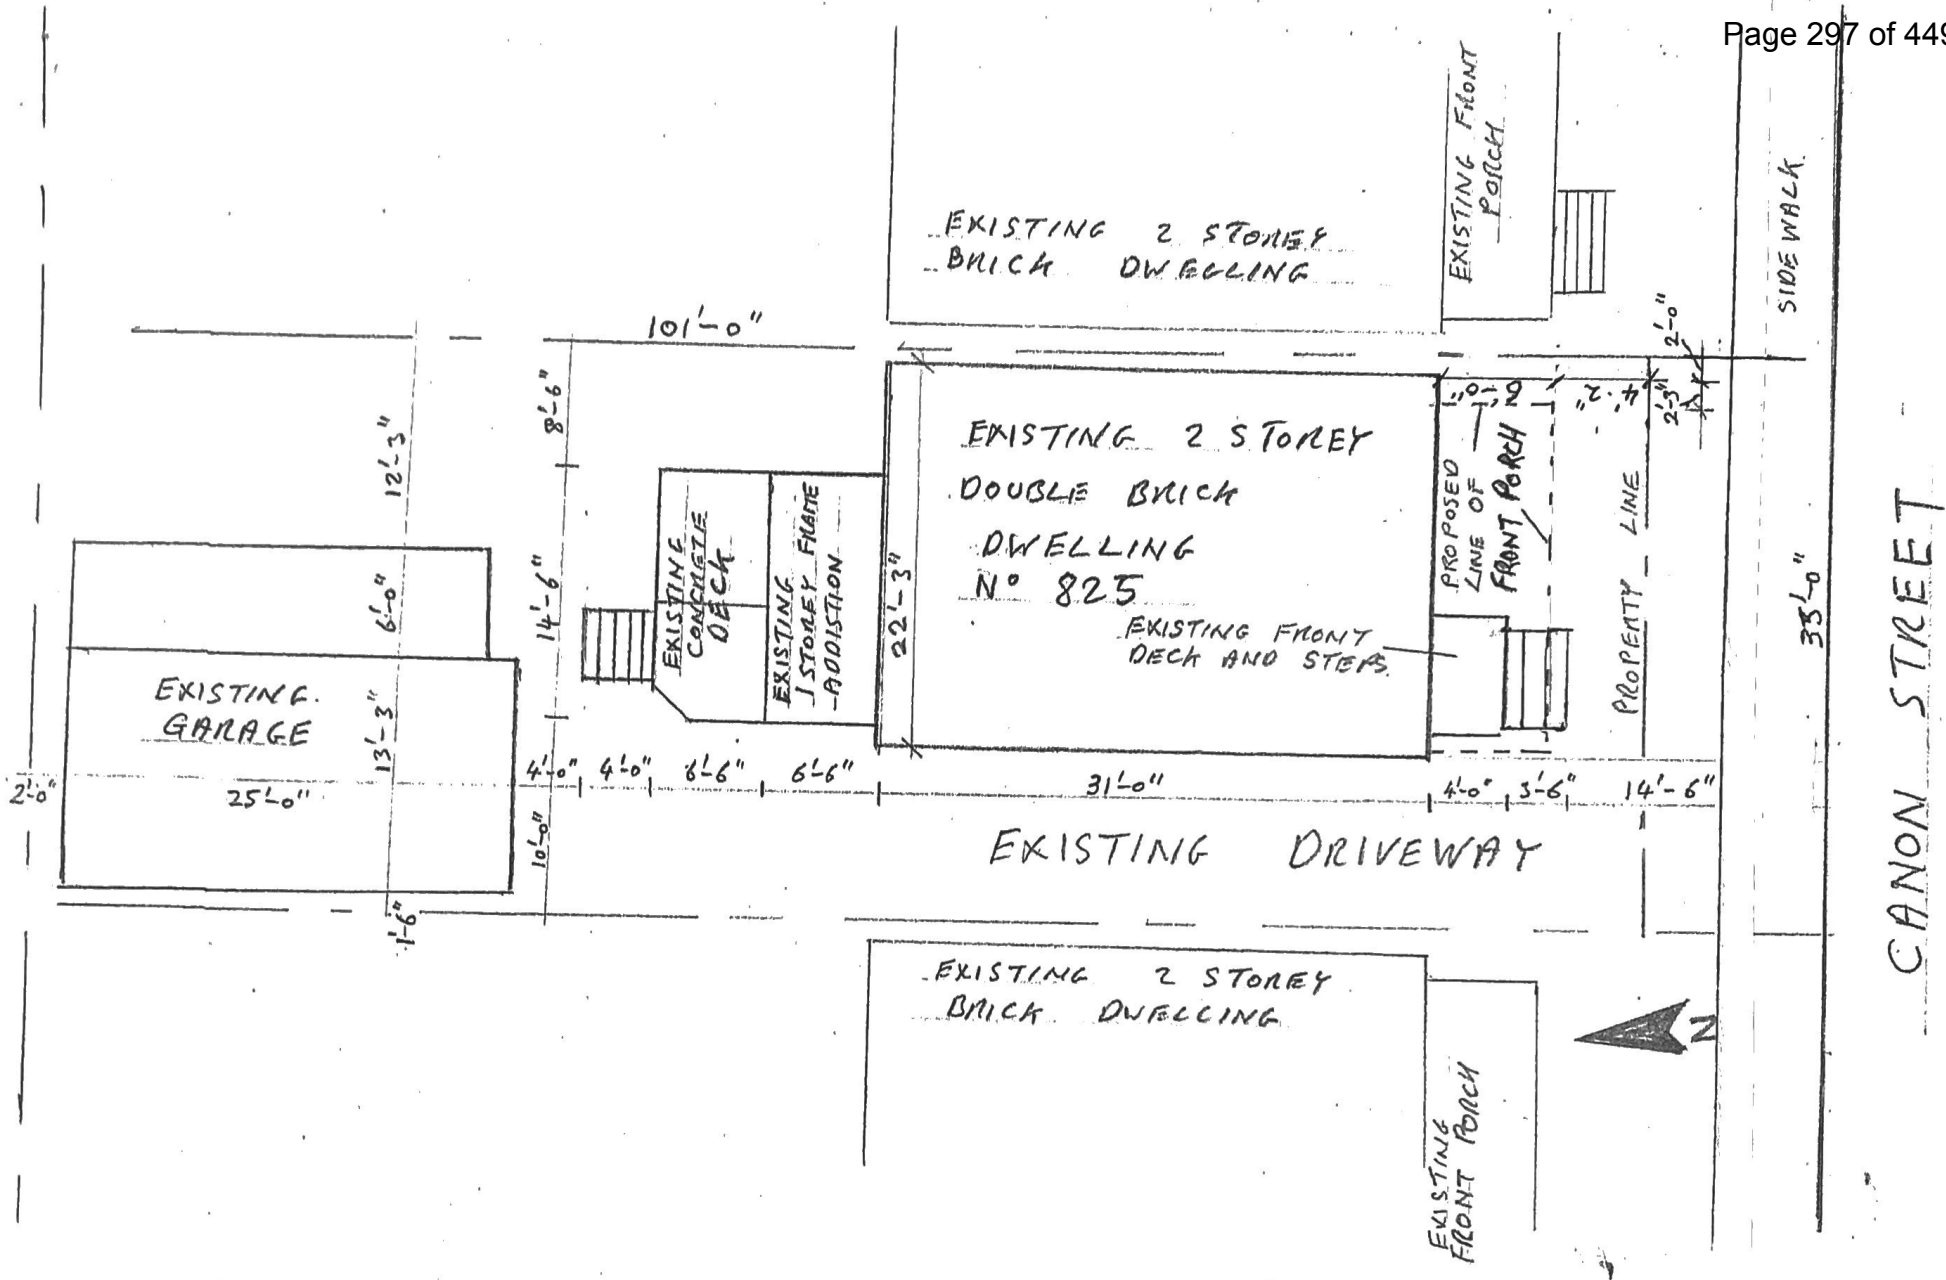 Page 297 of 449
EXISTING FRONT
PORCH
SIDEWALK
EXISTING 2 STOREY
BRICK DWELLING
101'-0"
2'-0"
8'-6"
4'-2"
2'-3"
12'-3"
EXISTING 2 STOREY
DOUBLE BRICK
DWELLING
Nº 825
22'-3"
PROPOSED
LINE OF
FRONT PORCH
PROPERTY LINE
EXISTING
CONCRETE
DECK
EXISTING
1 STOREY FRAME
ADDISTION
14'-6"
6'-0"
EXISTING FRONT
DECK AND STEPS.
33'-0"
CANON STREET
EXISTING.
GARAGE
13'-3"
2'-0"
25'-0"
4'-0"
4'-0"
6'-6"
6'-6"
31'-0"
4'-0"
3'-6"
14'-6"
10'-0"
EXISTING DRIVEWAY
1'-6"
EXISTING 2 STOREY
BRICK DWELLING
N
EXISTING
FRONT PORCH